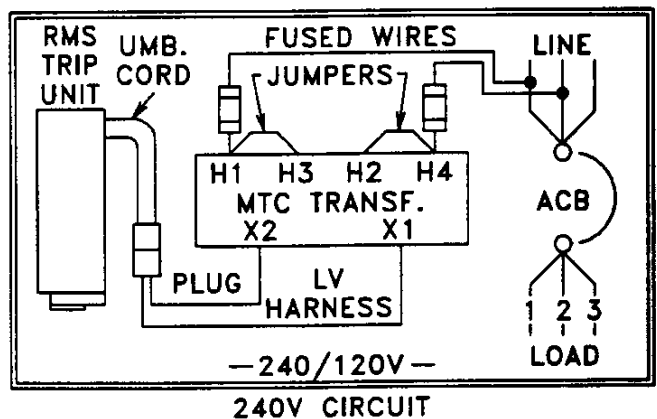 RMS
TRIP
UNIT
UMB.
CORD
FUSED WIRES
JUMPERS
LINE
H1 H3 H2 H4
MTC TRANSF.
X2 X1
ACB
PLUG
LV
HARNESS
1 2 3
LOAD
-240/120V-
240V CIRCUIT